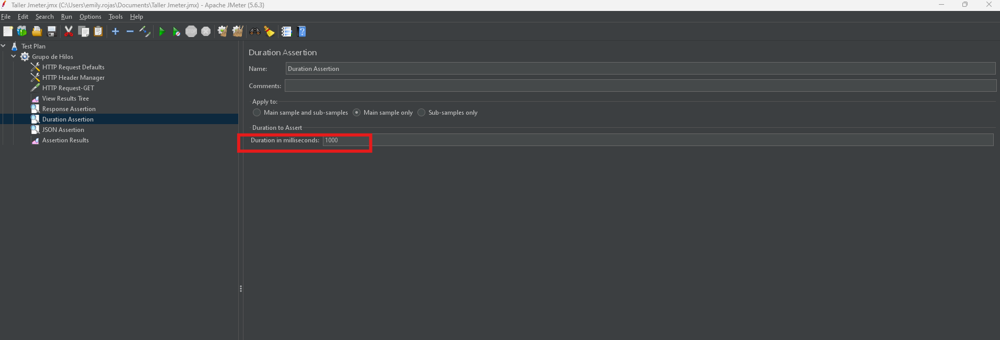 Taller Jmeter.jmx (C:\Users\emily.rojas\Documents\Taller Jmeter.jmx) - Apache JMeter (5.6.3)
File Edit Search Run Options Tools Help
STOP
Test Plan
Grupo de Hilos
HTTP Request Defaults
HTTP Header Manager
HTTP Request-GET
View Results Tree
Response Assertion
Duration Assertion
JSON Assertion
Assertion Results
Duration Assertion
Name: Duration Assertion
Comments:
Apply to:
Main sample and sub-samples Main sample only Sub-samples only
Duration to Assert
Duration in milliseconds: 1000